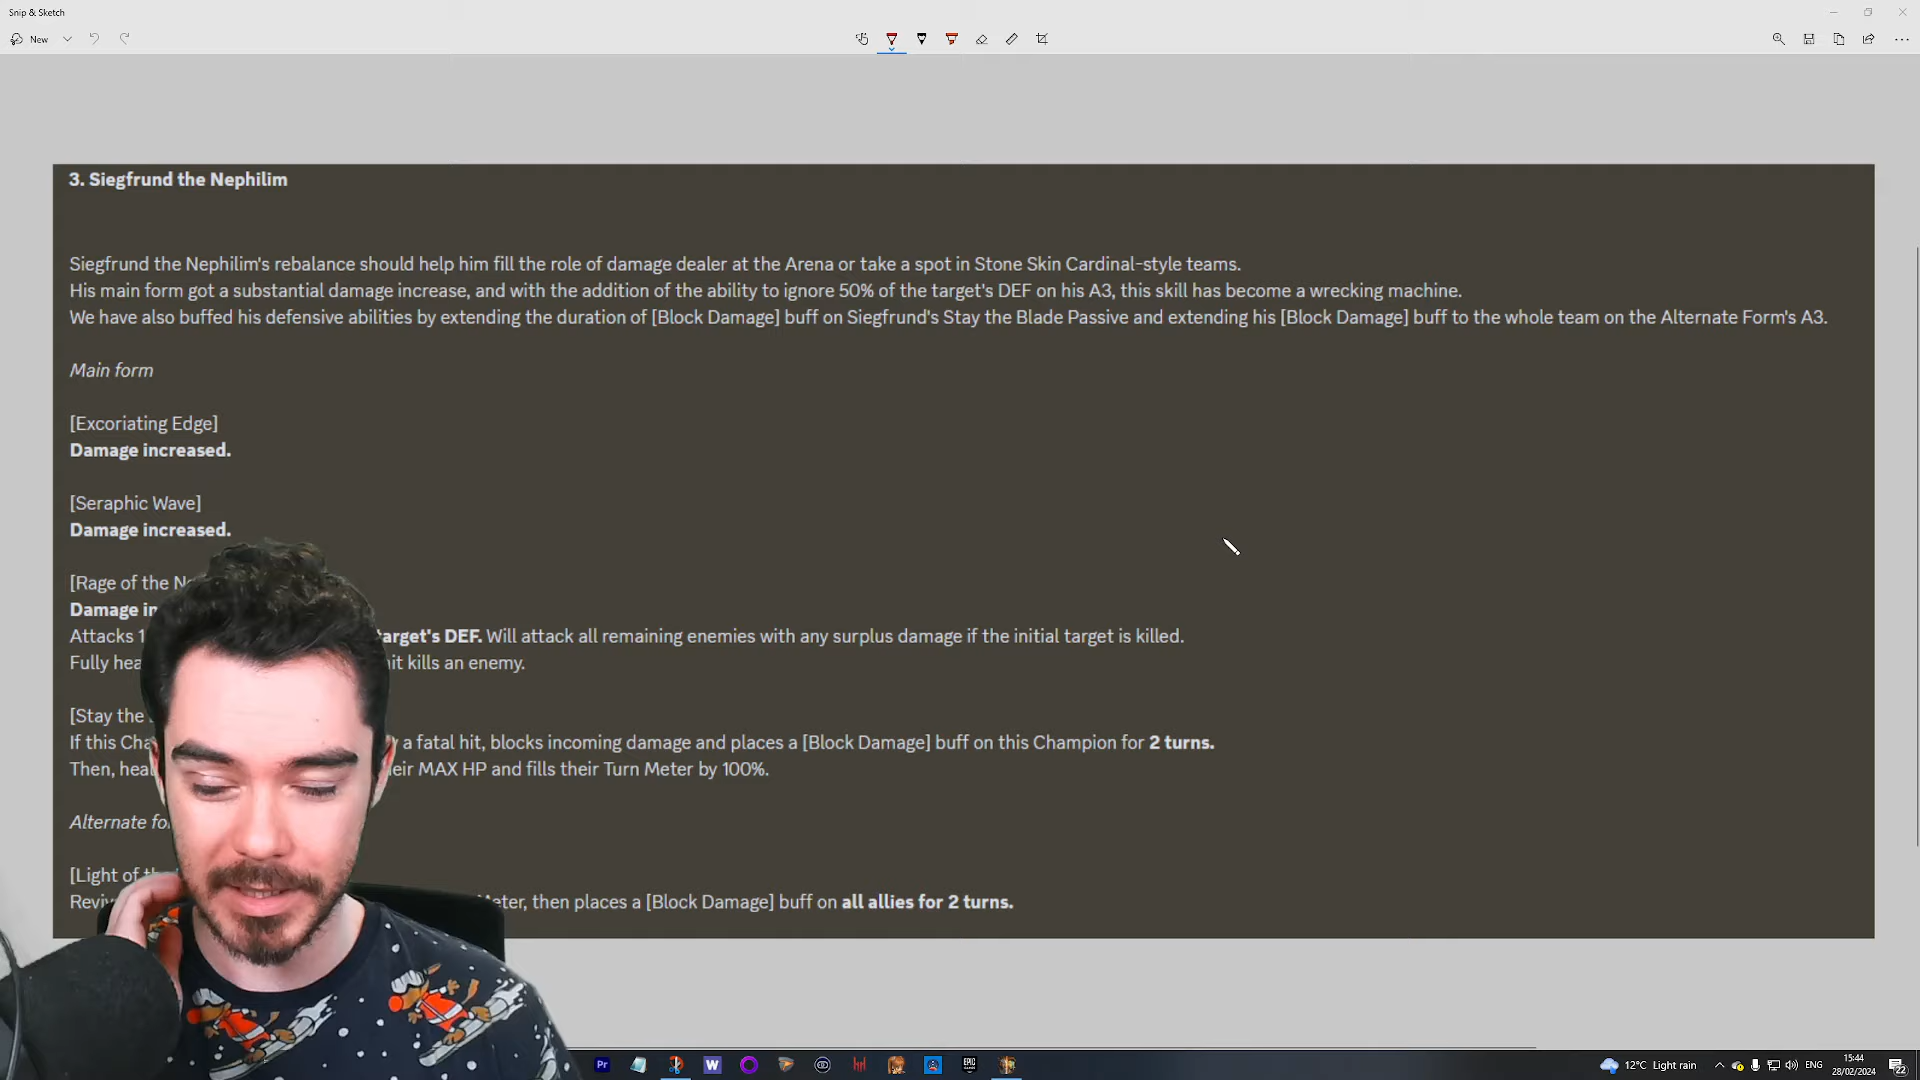 Snip & Sketch
New
3. Siegfrund the Nephilim
Siegfrund the Nephilim's rebalance should help him fill the role of damage dealer at the Arena or take a spot in Stone Skin Cardinal-style teams.
His main form got a substantial damage increase, and with the addition of the ability to ignore 50% of the target's DEF on his A3, this skill has become a wrecking machine.
We have also buffed his defensive abilities by extending the duration of [Block Damage] buff on Siegfrund's Stay the Blade Passive and extending his [Block Damage] buff to the whole team on the Alternate Form's A3.
Main form
[Excoriating Edge]
Damage increased.
[Seraphic Wave]
Damage increased.
[Rage of the
Damage
Attacks 1 target's DEF. Will attack all remaining enemies with any surplus damage if the initial target is killed.
Fully hit kills an enemy.
[Stay the
If this a fatal hit, blocks incoming damage and places a [Block Damage] buff on this Champion for 2 turns.
Then, MAX HP and fills their Turn Meter by 100%.
Alternate
[Light of
then places a [Block Damage] buff on all allies for 2 turns.
Pr
W
EPIC GAMES
12°C Light rain
ENG
15:44
28/02/2024
22